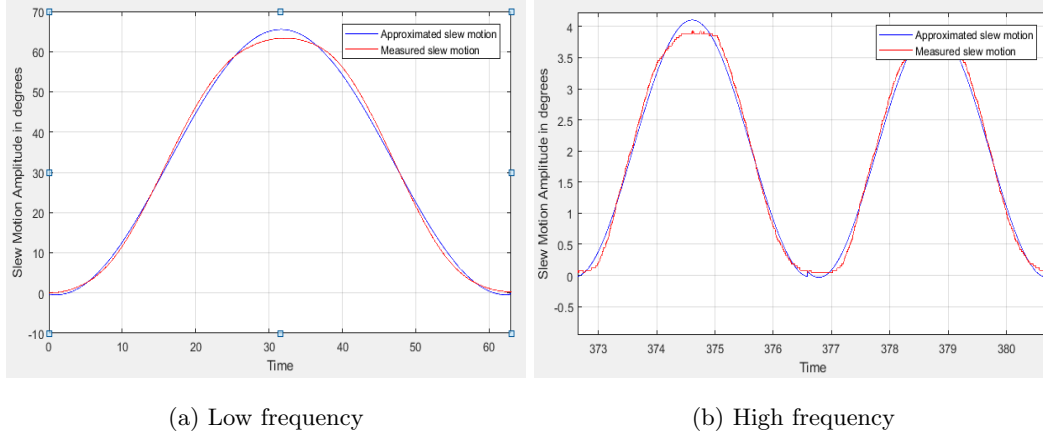 70
60
50
40
30
20
10
0
-10
Slew Motion Amplitude in degrees
Approximated slew motion
Measured slew motion
0 10 20 30 40 50 60
Time
(a) Low frequency
4
3.5
3
2.5
2
1.5
1
0.5
0
-0.5
Slew Motion Amplitude in degrees
Approximated slew motion
Measured slew motion
373 374 375 376 377 378 379 380
Time
(b) High frequency